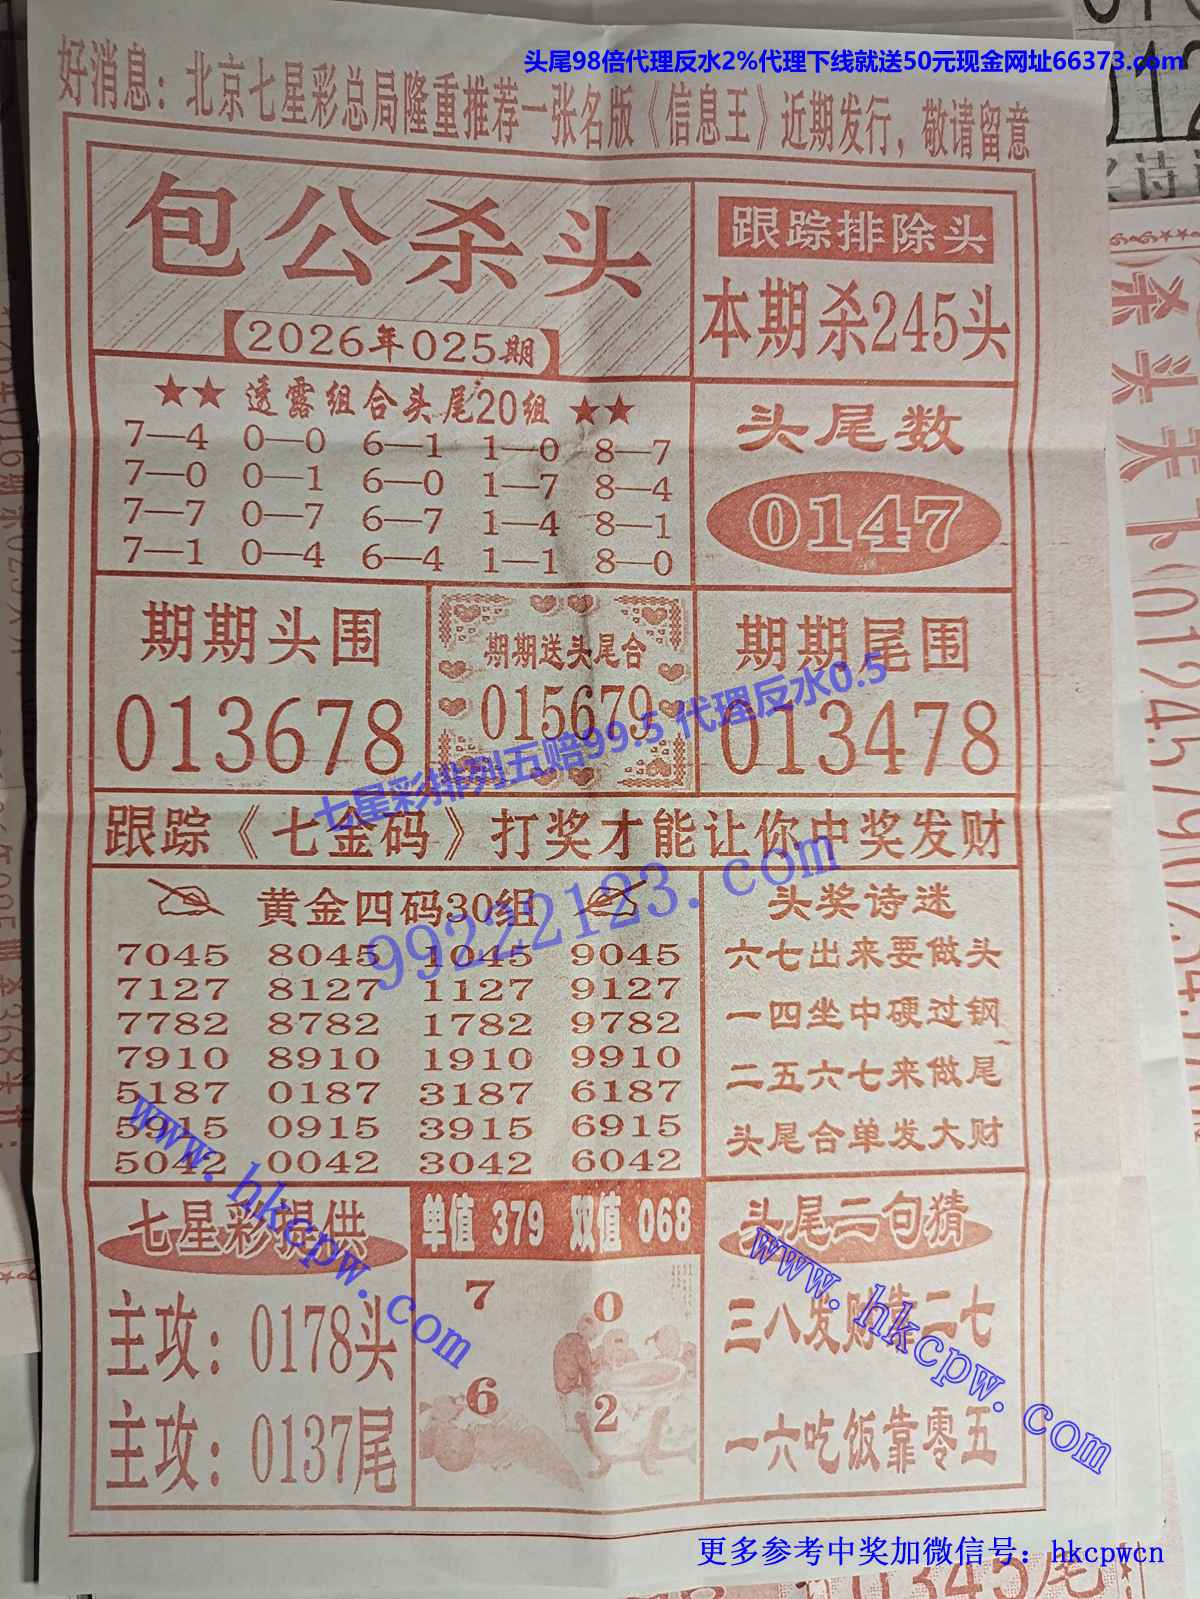 头尾98倍代理反水2%代理下线就送50元现金网址66373.com
好消息：北京七星彩总局隆重推荐一张名版《信息王》近期发行，敬请留意
包公杀头
【2026年025期】
跟踪排除头
本期杀245头
★★ 透露组合头尾20组 ★★
7—4 0—0 6—1 1—0 8—7
7—0 0—1 6—0 1—7 8—4
7—7 0—7 6—7 1—4 8—1
7—1 0—4 6—4 1—1 8—0
头尾数
0147
期期头围
013678
期期送头尾合
015679
期期尾围
013478
七星彩排列五赔99.5 代理反水0.5
跟踪《七金码》打奖才能让你中奖发财
99222123.com
黄金四码30组
7045 8045 1045 9045
7127 8127 1127 9127
7782 8782 1782 9782
7910 8910 1910 9910
5187 0187 3187 6187
5915 0915 3915 6915
5042 0042 3042 6042
头奖诗迷
六七出来要做头
一四坐中硬过钢
二五六七来做尾
头尾合单发大财
www.hkcpw.com
七星彩提供
主攻：0178头
主攻：0137尾
单值 379 双值 068
7 0
6 2
头尾二句猜
三八发财靠二七
一六吃饭靠零五
www.hkcpw.com
更多参考中奖加微信号：hkcpwcn
0345尾